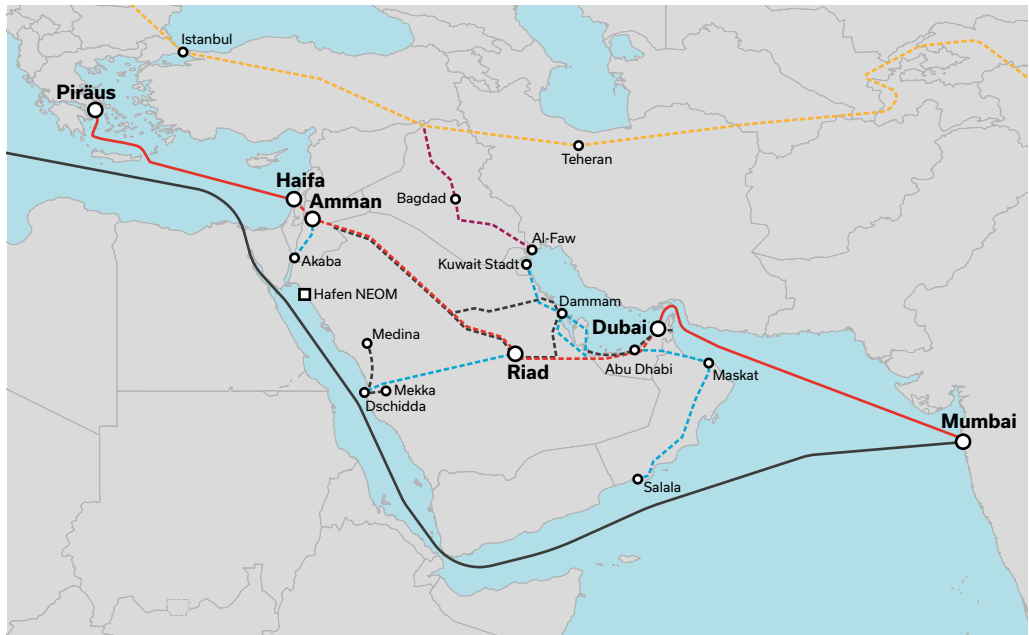 Istanbul
Piräus
Teheran
Haifa
Amman
Bagdad
Al-Faw
Akaba
Kuwait Stadt
Hafen NEOM
Dammam
Medina
Dubai
Riad
Abu Dhabi
Maskat
Mekka
Dschidda
Mumbai
Salala